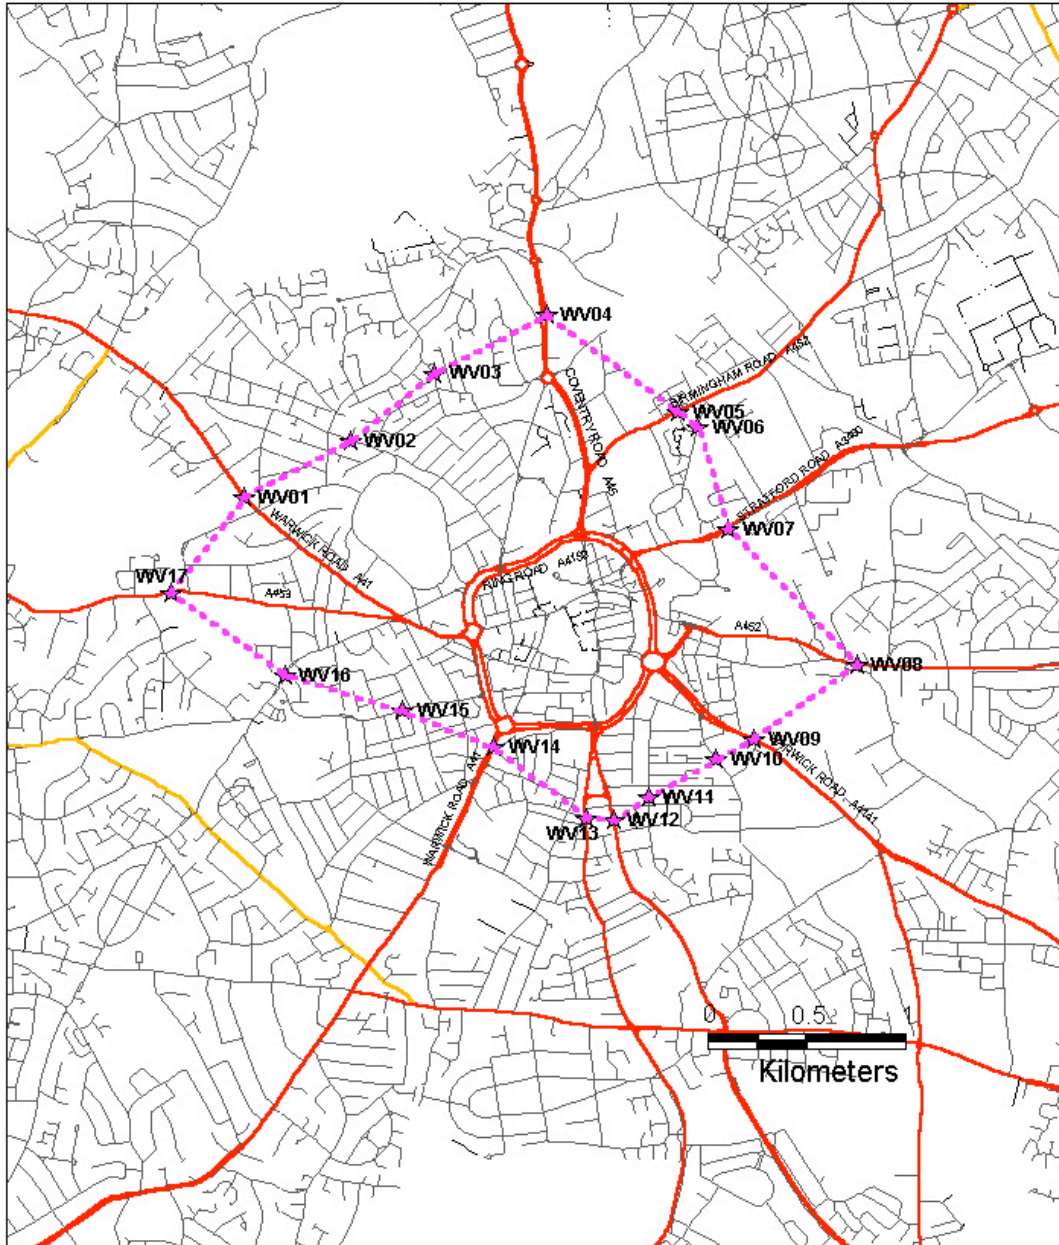 WV04
COVENTRY ROAD A45
WV03
BIRMINGHAM ROAD A452
WV05
WV06
WV02
STRATFORD ROAD A3400
WV01
WARWICK ROAD A41
WV07
RING ROAD A4150
WV17
A453
A452
WV08
WV16
WV15
WV14
WARWICK ROAD A41
WV09
WV10
WARWICK ROAD - A4141
WV11
WV12
WV13
0 0.5 1
Kilometers